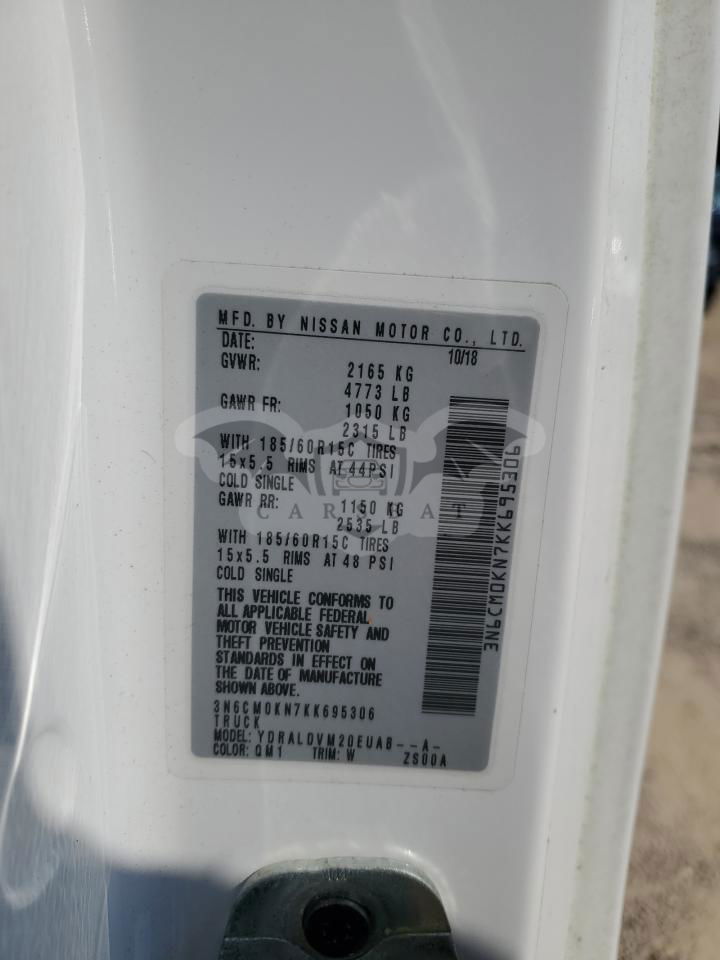 MFD. BY NISSAN MOTOR CO., LTD.
DATE: 10/18
GVWR: 2165 KG
4773 LB
GAWR FR: 1050 KG
2315 LB
WITH 185/60R15C TIRES
15x5.5 RIMS AT 44PSI
COLD SINGLE
GAWR RR: 1150 KG
2535 LB
WITH 185/60R15C TIRES
15x5.5 RIMS AT 48 PSI
COLD SINGLE
THIS VEHICLE CONFORMS TO
ALL APPLICABLE FEDERAL
MOTOR VEHICLE SAFETY AND
THEFT PREVENTION
STANDARDS IN EFFECT ON
THE DATE OF MANUFACTURE
SHOWN ABOVE.
3N6CM0KN7KK695306
TRUCK
MODEL: YDRALDVM20EUAB--A-
COLOR: QM1 TRIM: W ZS00A
3N6CM0KN7KK695306